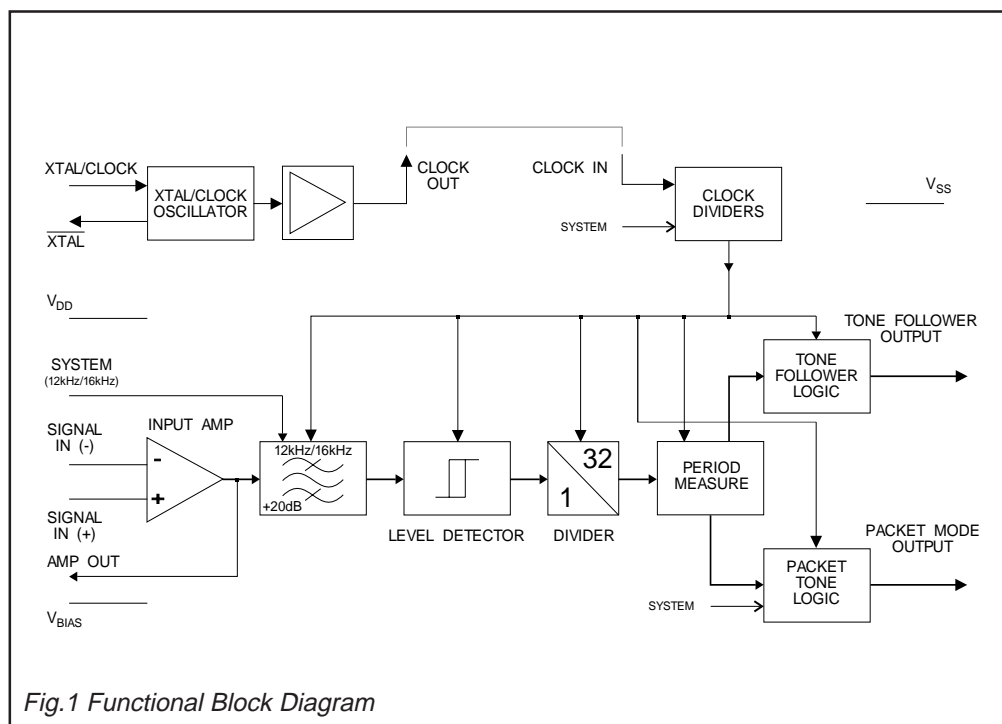 XTAL/CLOCK
XTAL
XTAL/CLOCK
OSCILLATOR
CLOCK
OUT
CLOCK IN
SYSTEM
CLOCK
DIVIDERS
VSS
VDD
SYSTEM
(12kHz/16kHz)
SIGNAL
IN (-)
INPUT AMP
-
+
SIGNAL
IN (+)
AMP OUT
VBIAS
12kHz/16kHz
+20dB
LEVEL DETECTOR
32
1
DIVIDER
PERIOD
MEASURE
TONE
FOLLOWER
LOGIC
TONE FOLLOWER
OUTPUT
SYSTEM
PACKET
TONE
LOGIC
PACKET MODE
OUTPUT
Fig.1 Functional Block Diagram